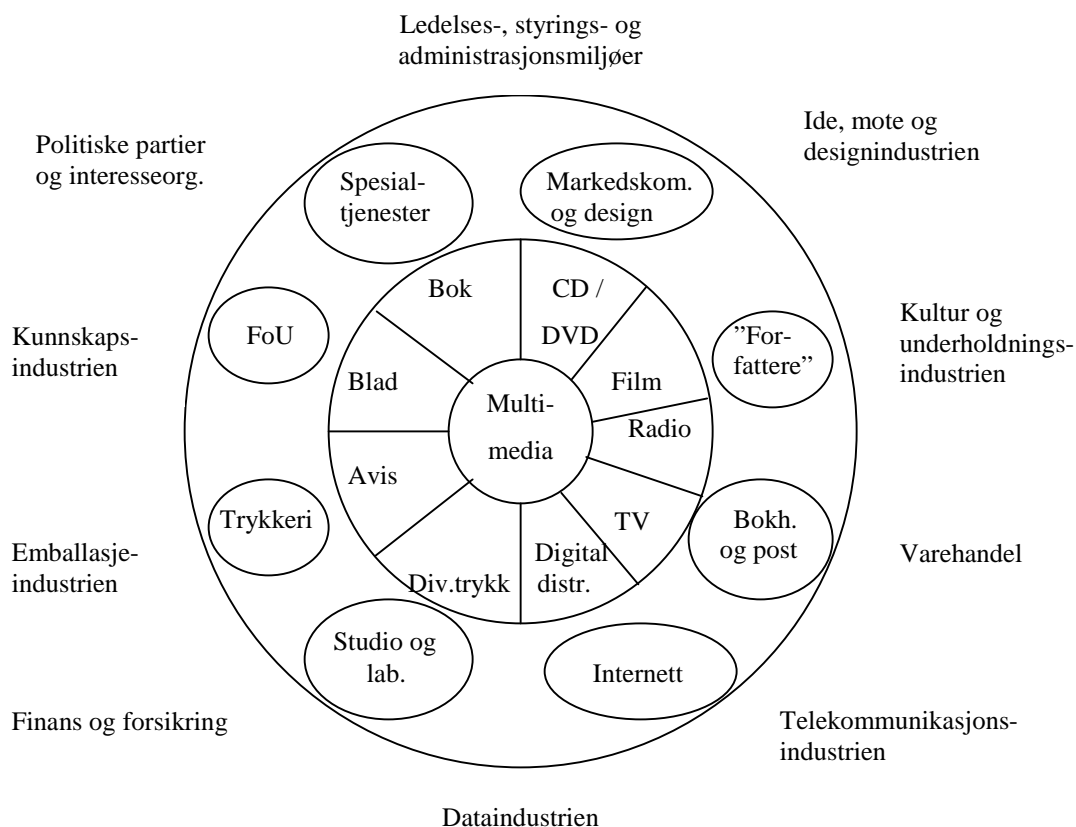 Ledelses-, styrings- og
administrasjonsmiljøer
Ide, mote og
designindustrien
Politiske partier
og interesseorg.
Spesial-
tjenester
Markedskom.
og design
Bok
CD /
DVD
Kunnskaps-
industrien
FoU
Kultur og
underholdnings-
industrien
”For-
fattere”
Blad
Film
Multi-
media
Radio
Avis
TV
Trykkeri
Bokh.
og post
Emballasje-
industrien
Varehandel
Div.trykk
Digital
distr.
Studio og
lab.
Internett
Finans og forsikring
Telekommunikasjons-
industrien
Dataindustrien